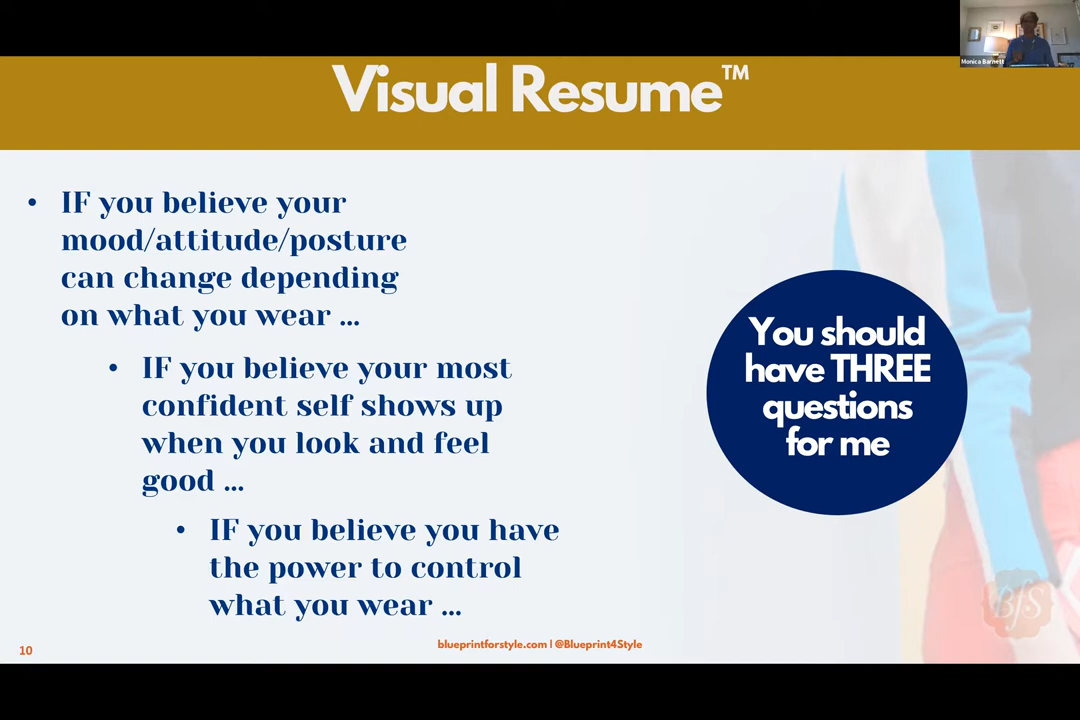 Monica Barnett
Visual Resume™
• IF you believe your
mood/attitude/posture
can change depending
on what you wear ...
• IF you believe your most
confident self shows up
when you look and feel
good ...
• IF you believe you have
the power to control
what you wear ...
You should
have THREE
questions
for me
BfS
10
blueprintforstyle.com | @Blueprint4Style